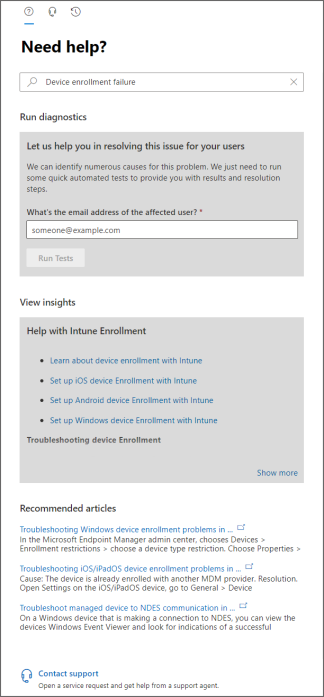 Need help?
Device enrollment failure
Run diagnostics
Let us help you in resolving this issue for your users
We can identify numerous causes for this problem. We just need to run
some quick automated tests to provide you with results and resolution
steps.
What's the email address of the affected user? *
someone@example.com
Run Tests
View insights
Help with Intune Enrollment
Learn about device enrollment with Intune
Set up iOS device Enrollment with Intune
Set up Android device Enrollment with Intune
Set up Windows device Enrollment with Intune
Troubleshooting device Enrollment
Show more
Recommended articles
Troubleshooting Windows device enrollment problems in ...
In the Microsoft Endpoint Manager admin center, chooses Devices >
Enrollment restrictions > choose a device type restriction. Choose Properties >
Troubleshooting iOS/iPadOS device enrollment problems in ...
Cause: The device is already enrolled with another MDM provider. Resolution.
Open Settings on the iOS/iPadOS device, go to General > Device
Troubleshoot managed device to NDES communication in ...
On a Windows device that is making a connection to NDES, you can view the
devices Windows Event Viewer and look for indications of a successful
Contact support
Open a service request and get help from a support agent.